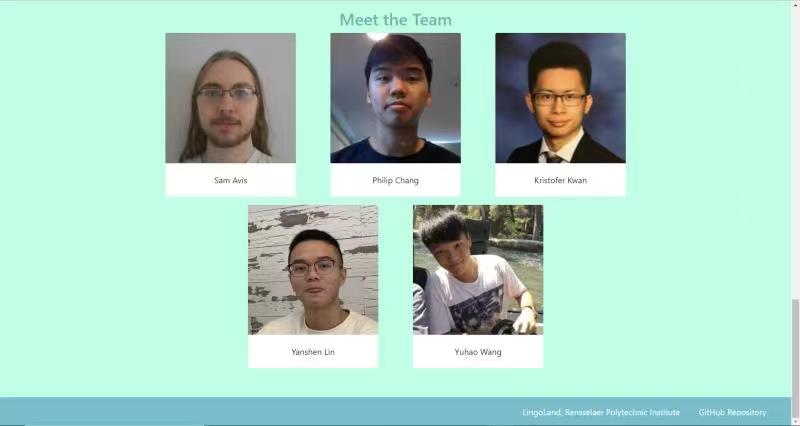 Meet the Team
Sam Avis
Philip Chang
Kristofer Kwan
Yanshen Lin
Yuhao Wang
LingoLand, Rensselaer Polytechnic Institute
GitHub Repository